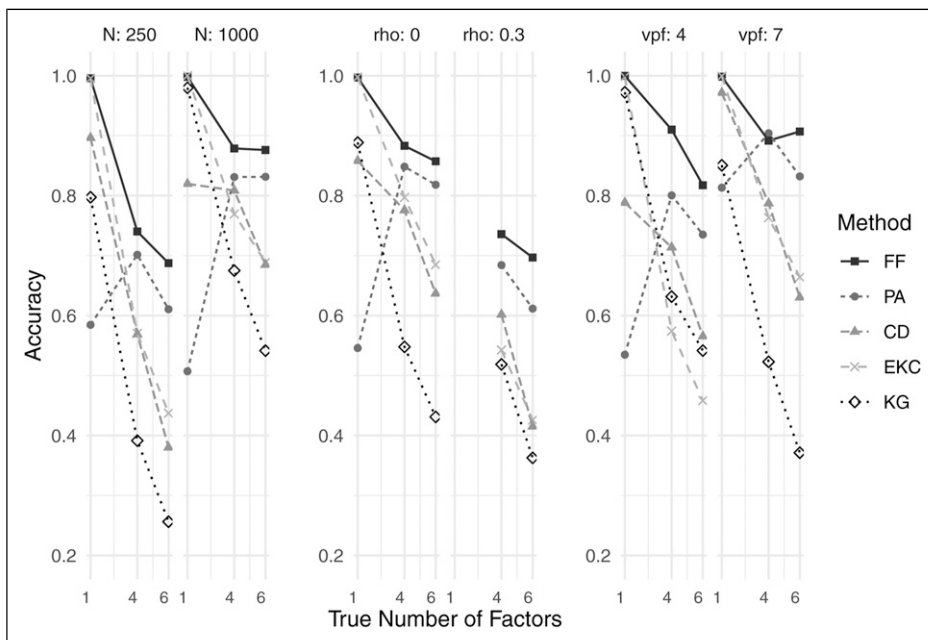 N: 250 N: 1000 rho: 0 rho: 0.3 vpf: 4 vpf: 7
1.0 1.0 1.0
0.8 0.8 0.8
0.6 0.6 0.6
0.4 0.4 0.4
0.2 0.2 0.2
Accuracy
1 4 6 1 4 6 1 4 6 1 4 6 1 4 6 1 4 6
True Number of Factors
Method
FF
PA
CD
EKC
KG